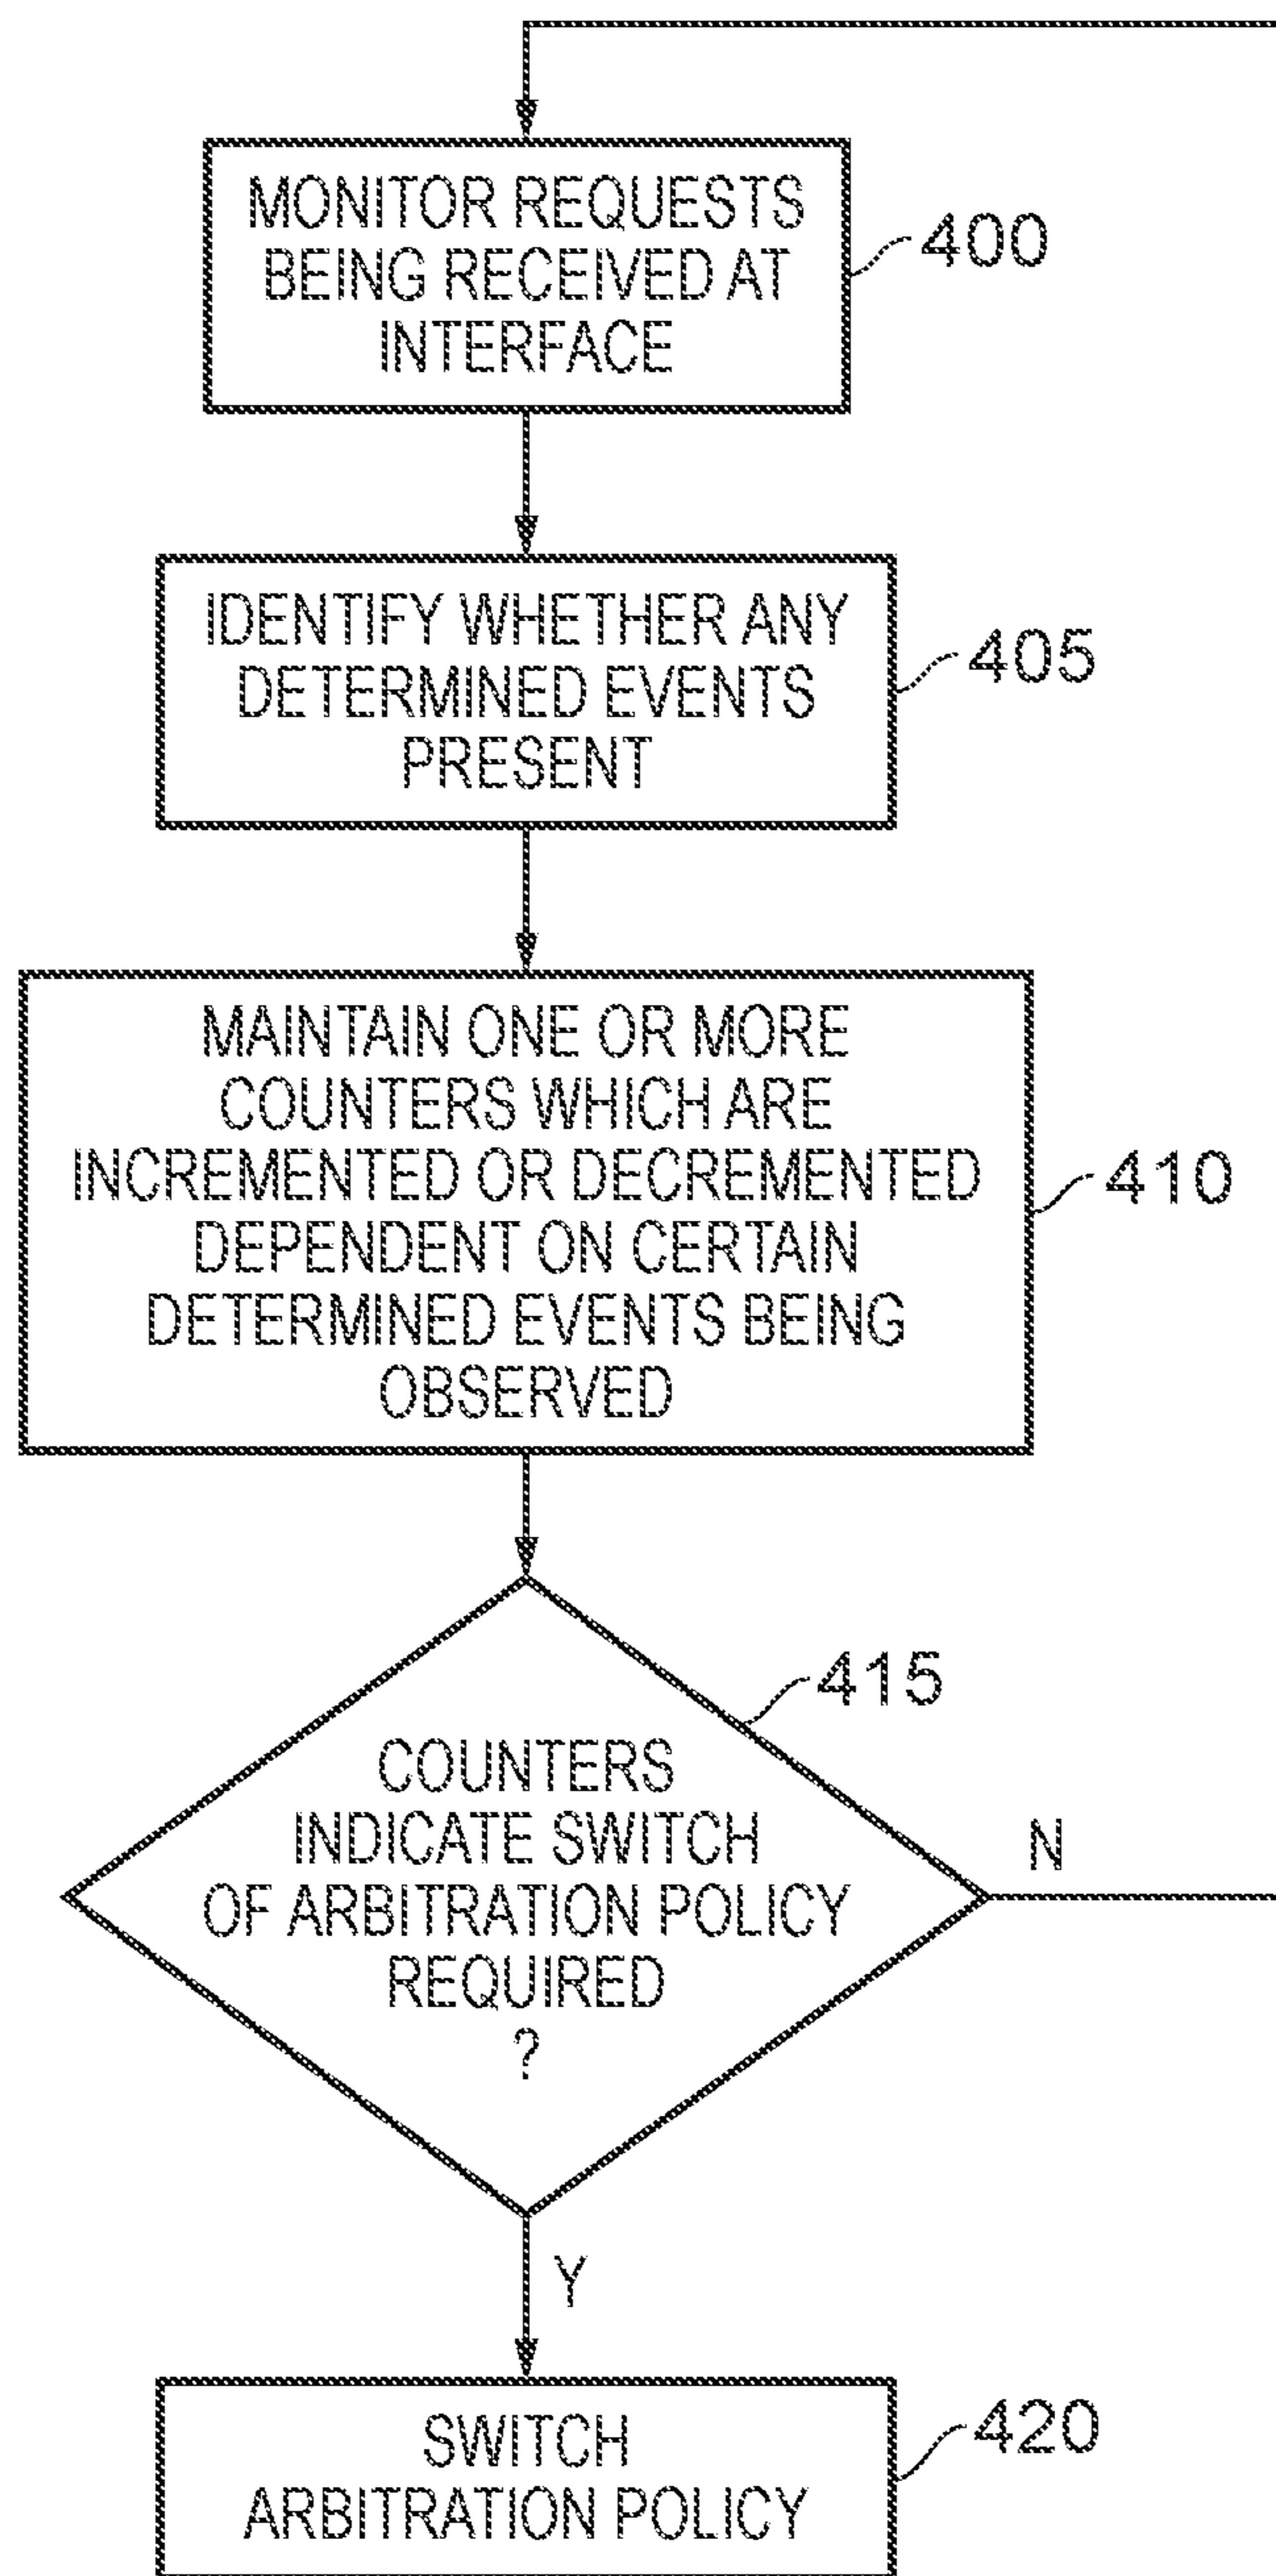 MONITOR REQUESTS
BEING RECEIVED AT
INTERFACE
400
IDENTIFY WHETHER ANY
DETERMINED EVENTS
PRESENT
405
MAINTAIN ONE OR MORE
COUNTERS WHICH ARE
INCREMENTED OR DECREMENTED
DEPENDENT ON CERTAIN
DETERMINED EVENTS BEING
OBSERVED
410
415
COUNTERS
INDICATE SWITCH
OF ARBITRATION POLICY
REQUIRED
?
N
Y
SWITCH
ARBITRATION POLICY
420